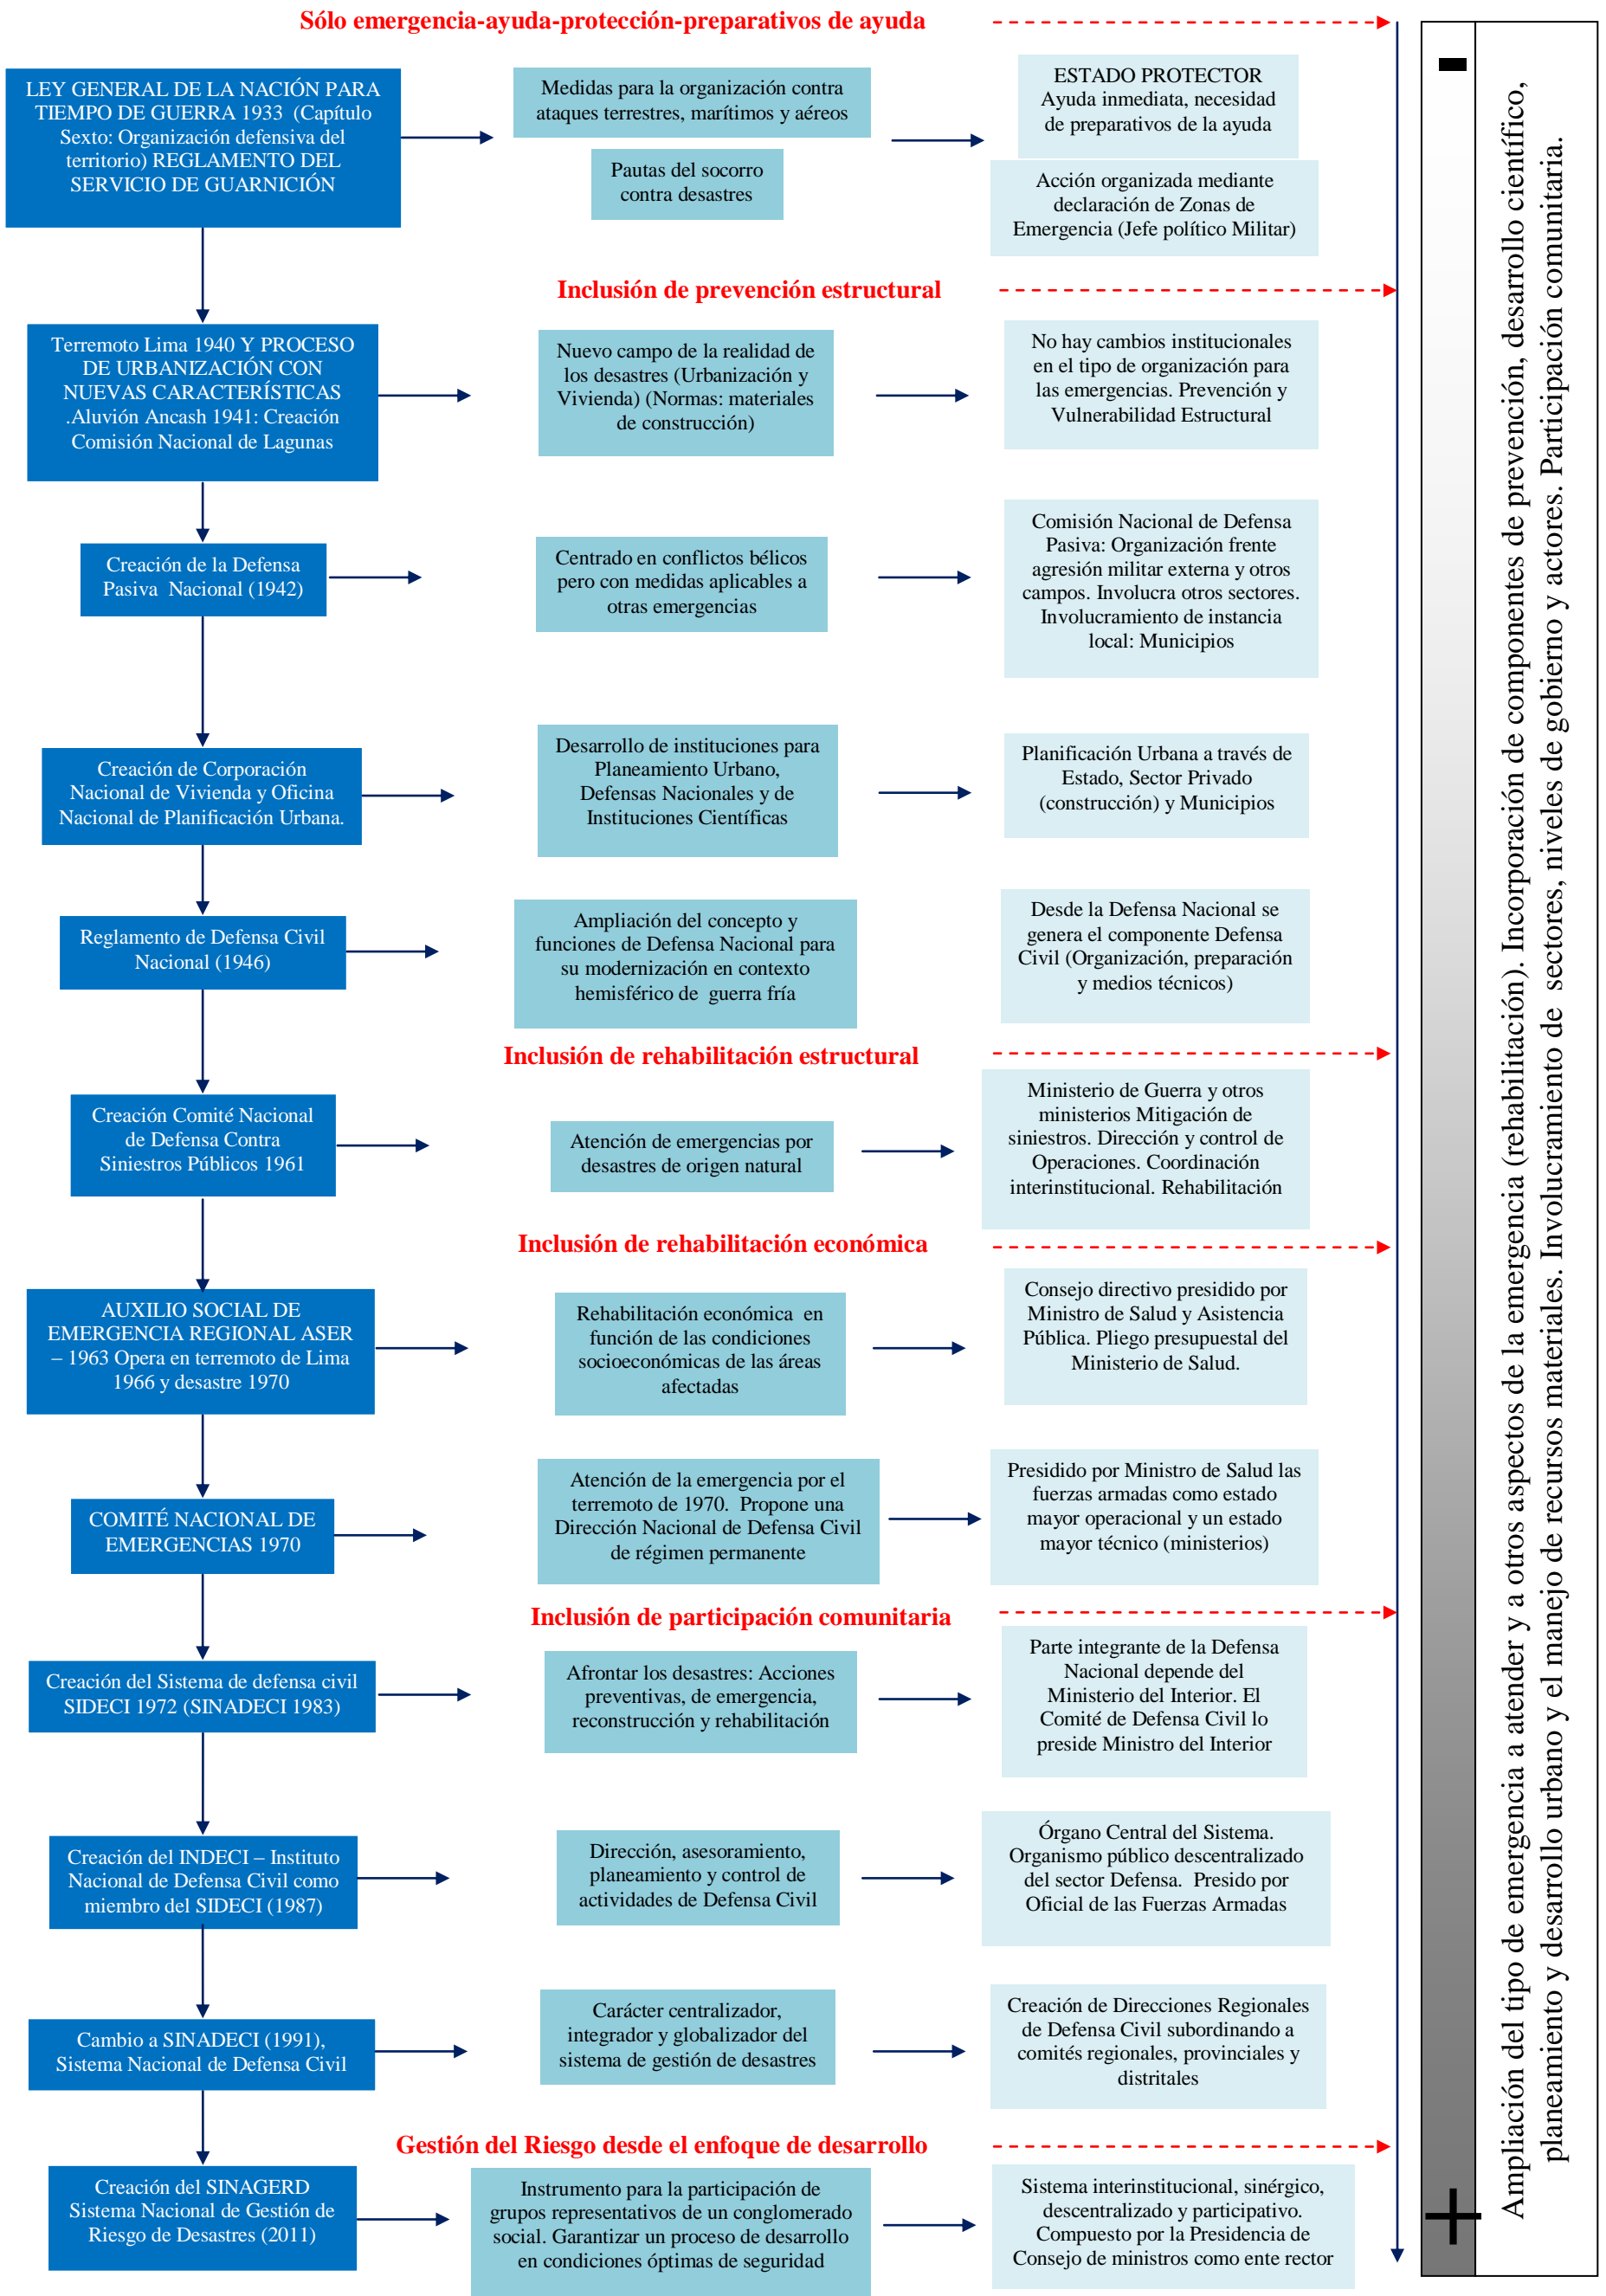 Sólo emergencia-ayuda-protección-preparativos de ayuda
LEY GENERAL DE LA NACIÓN PARA
TIEMPO DE GUERRA 1933 (Capítulo
Sexto: Organización defensiva del
territorio) REGLAMENTO DEL
SERVICIO DE GUARNICIÓN
Medidas para la organización contra
ataques terrestres, marítimos y aéreos
Pautas del socorro
contra desastres
ESTADO PROTECTOR
Ayuda inmediata, necesidad
de preparativos de la ayuda
Acción organizada mediante
declaración de Zonas de
Emergencia (Jefe político Militar)
Inclusión de prevención estructural
Terremoto Lima 1940 Y PROCESO
DE URBANIZACIÓN CON
NUEVAS CARACTERÍSTICAS
.Aluvión Ancash 1941: Creación
Comisión Nacional de Lagunas
Nuevo campo de la realidad de
los desastres (Urbanización y
Vivienda) (Normas: materiales
de construcción)
No hay cambios institucionales
en el tipo de organización para
las emergencias. Prevención y
Vulnerabilidad Estructural
Creación de la Defensa
Pasiva Nacional (1942)
Centrado en conflictos bélicos
pero con medidas aplicables a
otras emergencias
Comisión Nacional de Defensa
Pasiva: Organización frente
agresión militar externa y otros
campos. Involucra otros sectores.
Involucramiento de instancia
local: Municipios
Creación de Corporación
Nacional de Vivienda y Oficina
Nacional de Planificación Urbana.
Desarrollo de instituciones para
Planeamiento Urbano,
Defensas Nacionales y de
Instituciones Científicas
Planificación Urbana a través de
Estado, Sector Privado
(construcción) y Municipios
Reglamento de Defensa Civil
Nacional (1946)
Ampliación del concepto y
funciones de Defensa Nacional para
su modernización en contexto
hemisférico de guerra fría
Desde la Defensa Nacional se
genera el componente Defensa
Civil (Organización, preparación
y medios técnicos)
Inclusión de rehabilitación estructural
Creación Comité Nacional
de Defensa Contra
Siniestros Públicos 1961
Atención de emergencias por
desastres de origen natural
Ministerio de Guerra y otros
ministerios Mitigación de
siniestros. Dirección y control de
Operaciones. Coordinación
interinstitucional. Rehabilitación
Inclusión de rehabilitación económica
AUXILIO SOCIAL DE
EMERGENCIA REGIONAL ASER
– 1963 Opera en terremoto de Lima
1966 y desastre 1970
Rehabilitación económica en
función de las condiciones
socioeconómicas de las áreas
afectadas
Consejo directivo presidido por
Ministro de Salud y Asistencia
Pública. Pliego presupuestal del
Ministerio de Salud.
COMITÉ NACIONAL DE
EMERGENCIAS 1970
Atención de la emergencia por el
terremoto de 1970. Propone una
Dirección Nacional de Defensa Civil
de régimen permanente
Presidido por Ministro de Salud las
fuerzas armadas como estado
mayor operacional y un estado
mayor técnico (ministerios)
Inclusión de participación comunitaria
Creación del Sistema de defensa civil
SIDECI 1972 (SINADECI 1983)
Afrontar los desastres: Acciones
preventivas, de emergencia,
reconstrucción y rehabilitación
Parte integrante de la Defensa
Nacional depende del
Ministerio del Interior. El
Comité de Defensa Civil lo
preside Ministro del Interior
Creación del INDECI – Instituto
Nacional de Defensa Civil como
miembro del SIDECI (1987)
Dirección, asesoramiento,
planeamiento y control de
actividades de Defensa Civil
Órgano Central del Sistema.
Organismo público descentralizado
del sector Defensa. Presido por
Oficial de las Fuerzas Armadas
Cambio a SINADECI (1991),
Sistema Nacional de Defensa Civil
Carácter centralizador,
integrador y globalizador del
sistema de gestión de desastres
Creación de Direcciones Regionales
de Defensa Civil subordinando a
comités regionales, provinciales y
distritales
Gestión del Riesgo desde el enfoque de desarrollo
Creación del SINAGERD
Sistema Nacional de Gestión de
Riesgo de Desastres (2011)
Instrumento para la participación de
grupos representativos de un conglomerado
social. Garantizar un proceso de desarrollo
en condiciones óptimas de seguridad
Sistema interinstitucional, sinérgico,
descentralizado y participativo.
Compuesto por la Presidencia de
Consejo de ministros como ente rector
-
+
Ampliación del tipo de emergencia a atender y a otros aspectos de la emergencia (rehabilitación). Incorporación de componentes de prevención, desarrollo científico,
planeamiento y desarrollo urbano y el manejo de recursos materiales. Involucramiento de sectores, niveles de gobierno y actores. Participación comunitaria.